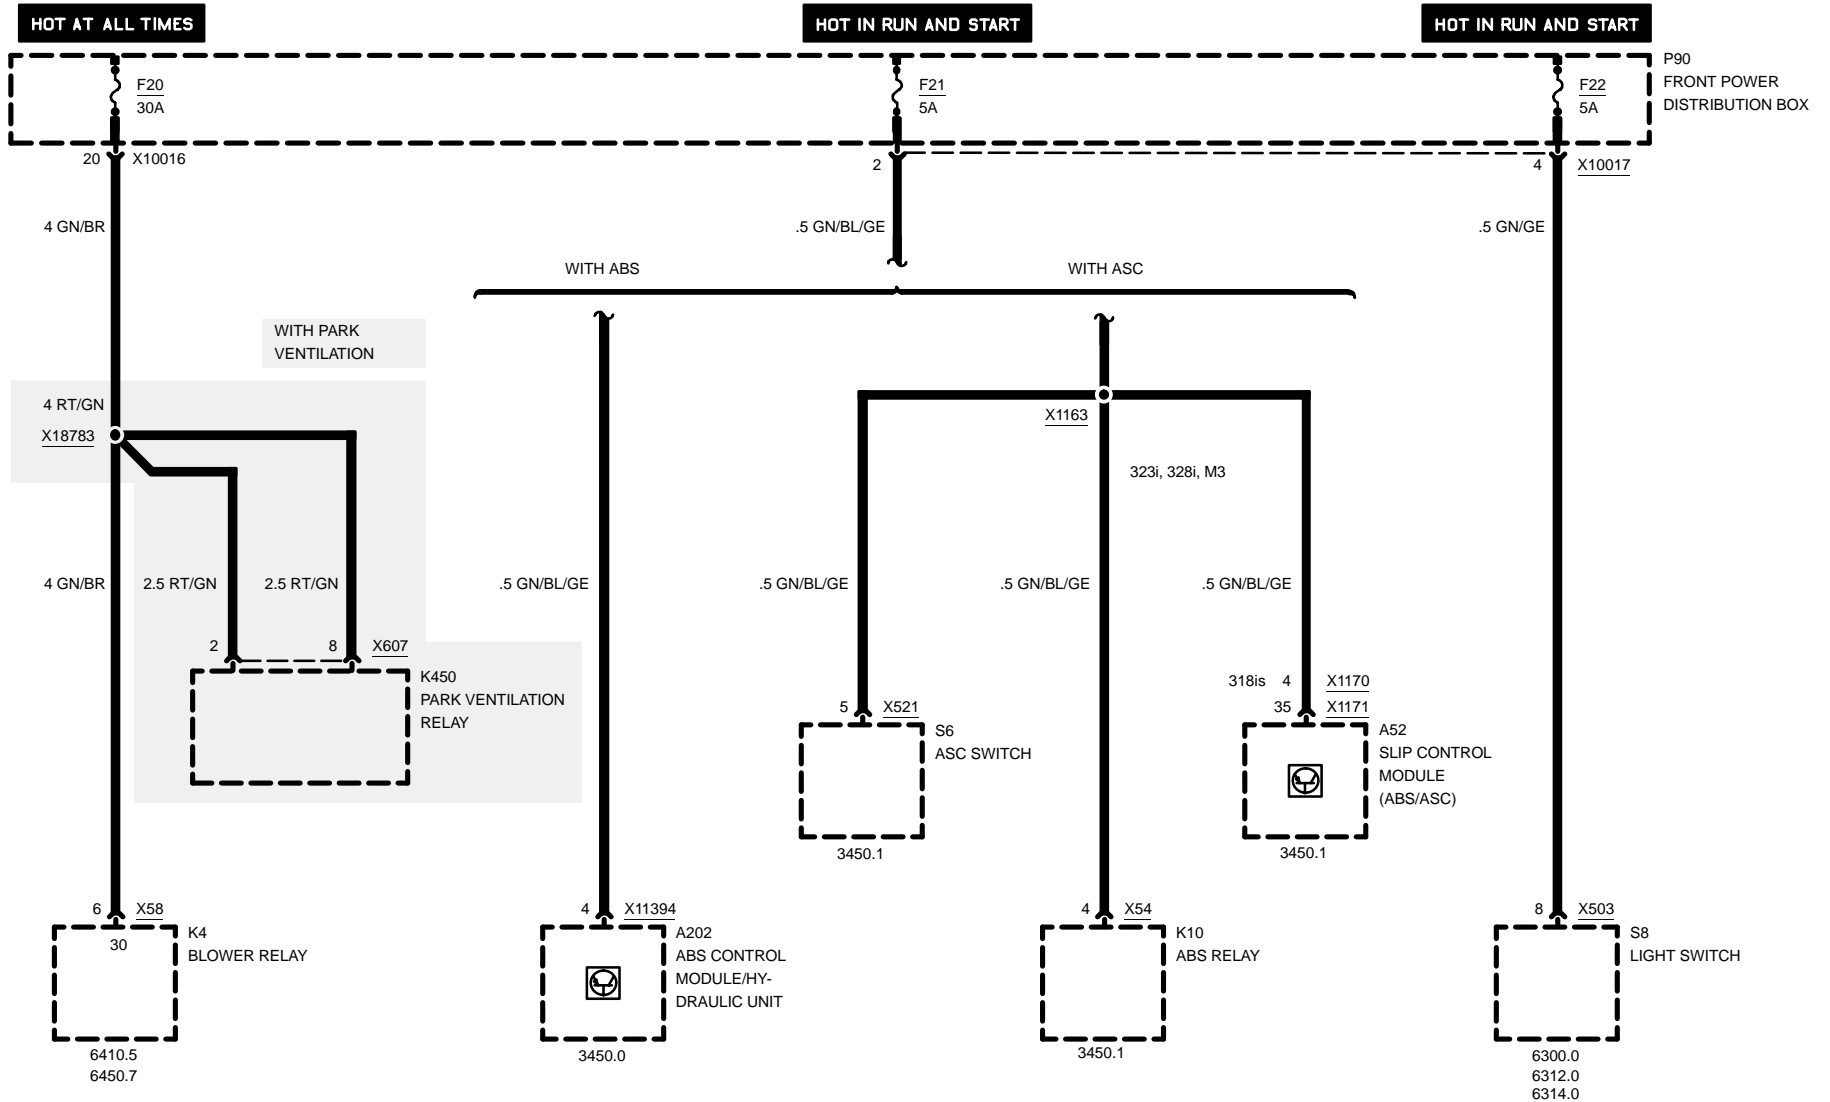 HOT AT ALL TIMES
HOT IN RUN AND START
HOT IN RUN AND START
P90
FRONT POWER
DISTRIBUTION BOX
F20
30A
F21
5A
F22
5A
20
X10016
2
4
X10017
4 GN/BR
.5 GN/BL/GE
.5 GN/GE
WITH ABS
WITH ASC
WITH PARK
VENTILATION
4 RT/GN
X18783
X1163
323i, 328i, M3
4 GN/BR
2.5 RT/GN
2.5 RT/GN
.5 GN/BL/GE
.5 GN/BL/GE
.5 GN/BL/GE
.5 GN/BL/GE
2
8
X607
K450
PARK VENTILATION
RELAY
318is 4 X1170
5
X521
35 X1171
S6
ASC SWITCH
A52
SLIP CONTROL
MODULE
(ABS/ASC)
3450.1
3450.1
6
X58
4
X11394
4
X54
8
X503
30
K4
BLOWER RELAY
A202
ABS CONTROL
MODULE/HY-
DRAULIC UNIT
K10
ABS RELAY
S8
LIGHT SWITCH
6410.5
6450.7
3450.0
3450.1
6300.0
6312.0
6314.0